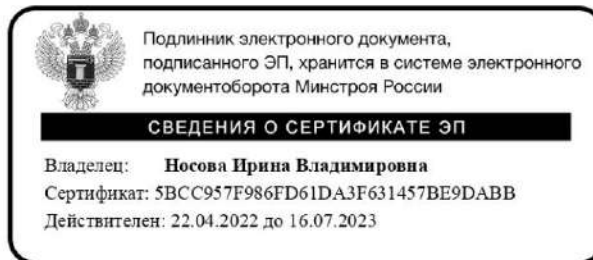 Подлинник электронного документа,
подписанного ЭП, хранится в системе электронного
документоборота Минстроя России
СВЕДЕНИЯ О СЕРТИФИКАТЕ ЭП
Владелец: Носова Ирина Владимировна
Сертификат: 5BCC957F986FD61DA3F631457BE9DABB
Действителен: 22.04.2022 до 16.07.2023